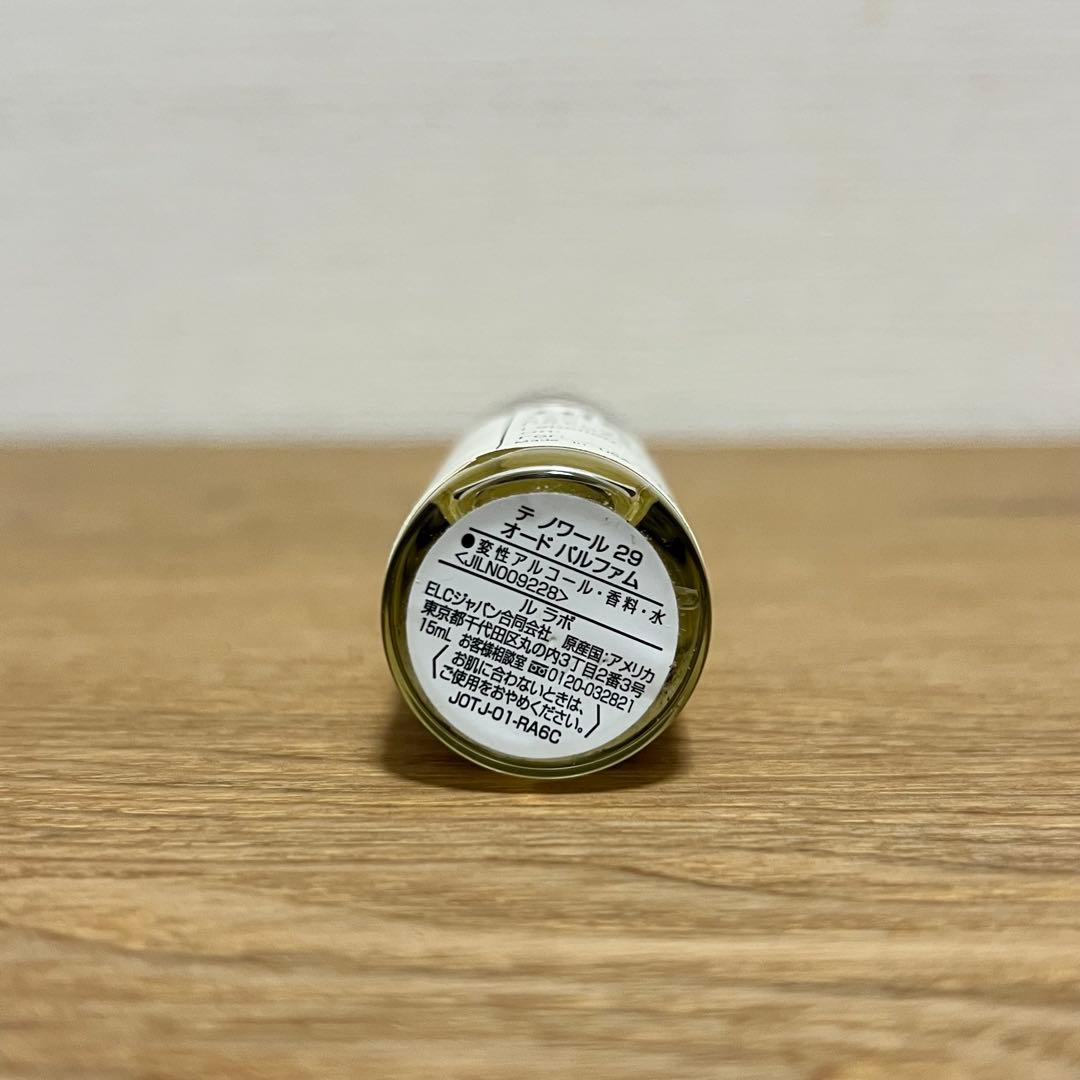 Made in USA
テ ノワール 29
オード パルファム
●変性アルコール・香料・水
<JILN009228>
ル ラボ
ELCジャパン合同会社 原産国:アメリカ
東京都千代田区丸の内3丁目2番3号
15mL お客様相談室 0120-032821
お肌に合わないときは、
ご使用をおやめください。
JOTJ-01-RA6C